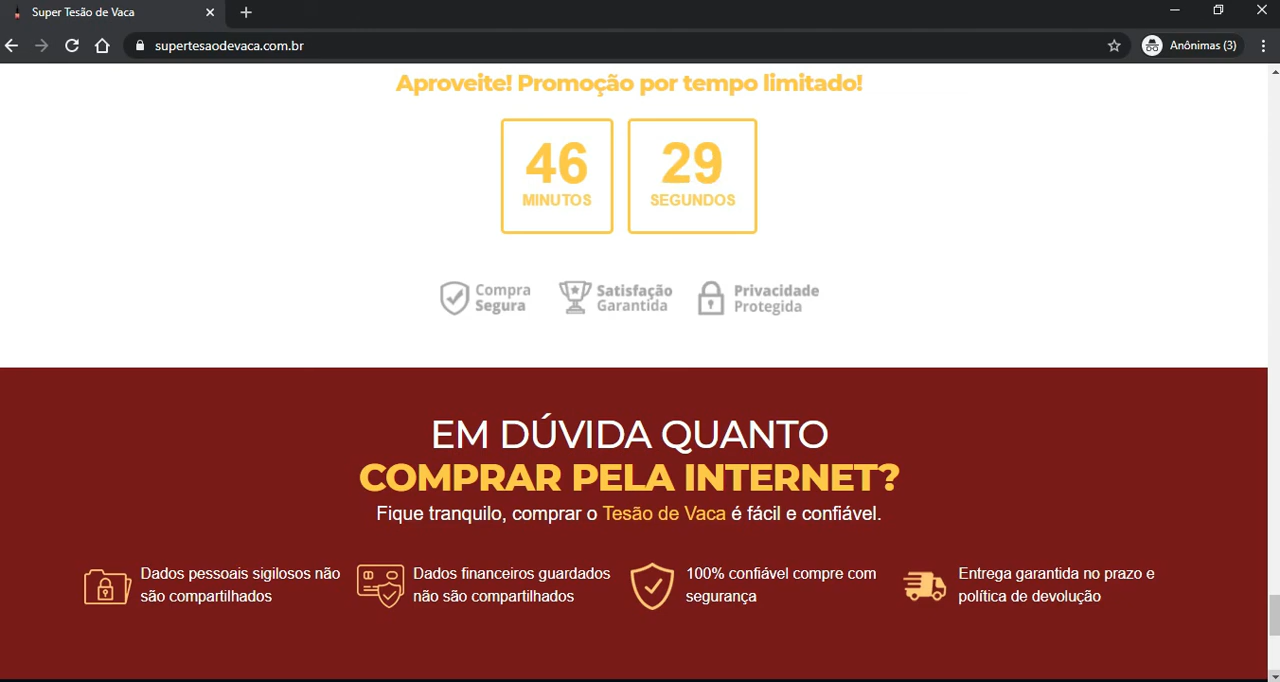 Super Tesão de Vaca
supertesaodevaca.com.br
Anônimas (3)
Aproveite! Promoção por tempo limitado!
46
MINUTOS
29
SEGUNDOS
Compra
Segura
Satisfação
Garantida
Privacidade
Protegida
EM DÚVIDA QUANTO
COMPRAR PELA INTERNET?
Fique tranquilo, comprar o Tesão de Vaca é fácil e confiável.
Dados pessoais sigilosos não
são compartilhados
Dados financeiros guardados
não são compartilhados
100% confiável compre com
segurança
Entrega garantida no prazo e
política de devolução